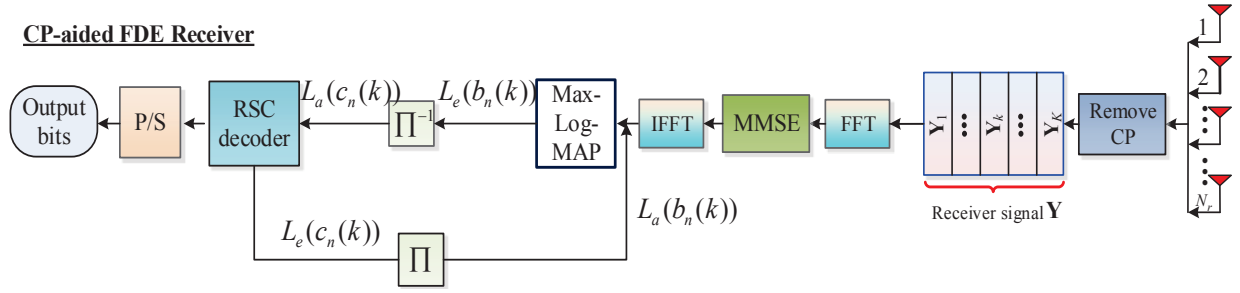 CP-aided FDE Receiver
Output bits
P/S
RSC decoder
L_a(c_n(k))
∏^{-1}
L_e(b_n(k))
Max-Log-MAP
IFFT
MMSE
FFT
Y_1
Y_k
Y_K
Remove CP
1
2
N_r
Receiver signal Y
L_e(c_n(k))
∏
L_a(b_n(k))